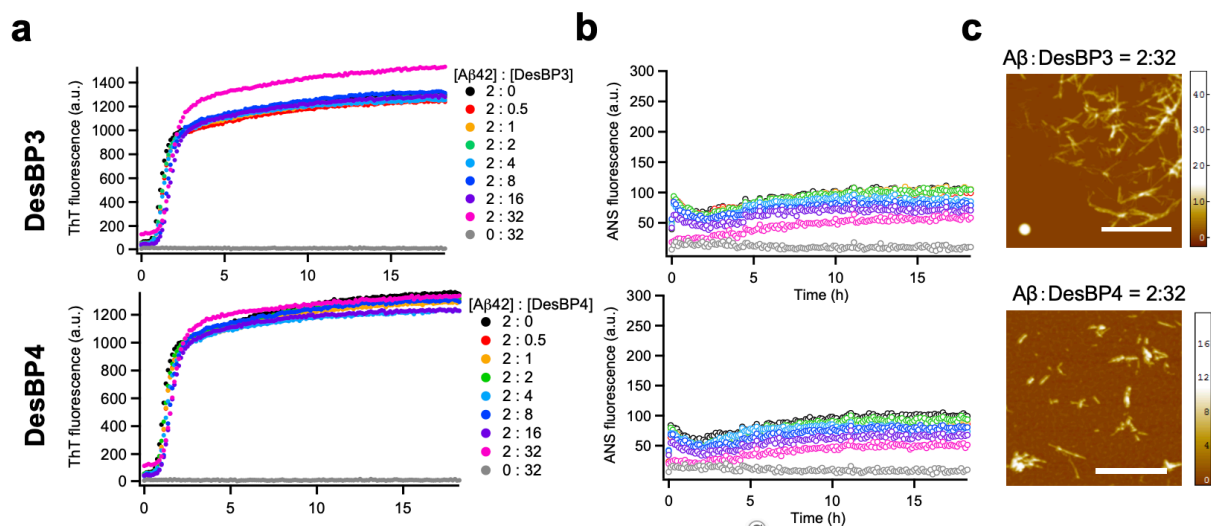 a
b
c
DesBP3
ThT fluorescence (a.u.)
1400
1200
1000
800
600
400
200
0
0
5
10
15
[Aβ42] : [DesBP3]
2 : 0
2 : 0.5
2 : 1
2 : 2
2 : 4
2 : 8
2 : 16
2 : 32
0 : 32
ANS fluorescence (a.u.)
300
250
200
150
100
50
0
5
10
15
Time (h)
Aβ : DesBP3 = 2:32
40
30
20
10
0
DesBP4
ThT fluorescence (a.u.)
1200
1000
800
600
400
200
0
0
5
10
15
[Aβ42] : [DesBP4]
2 : 0
2 : 0.5
2 : 1
2 : 2
2 : 4
2 : 8
2 : 16
2 : 32
0 : 32
ANS fluorescence (a.u.)
300
250
200
150
100
50
0
5
10
15
Time (h)
Aβ : DesBP4 = 2:32
16
12
8
4
0